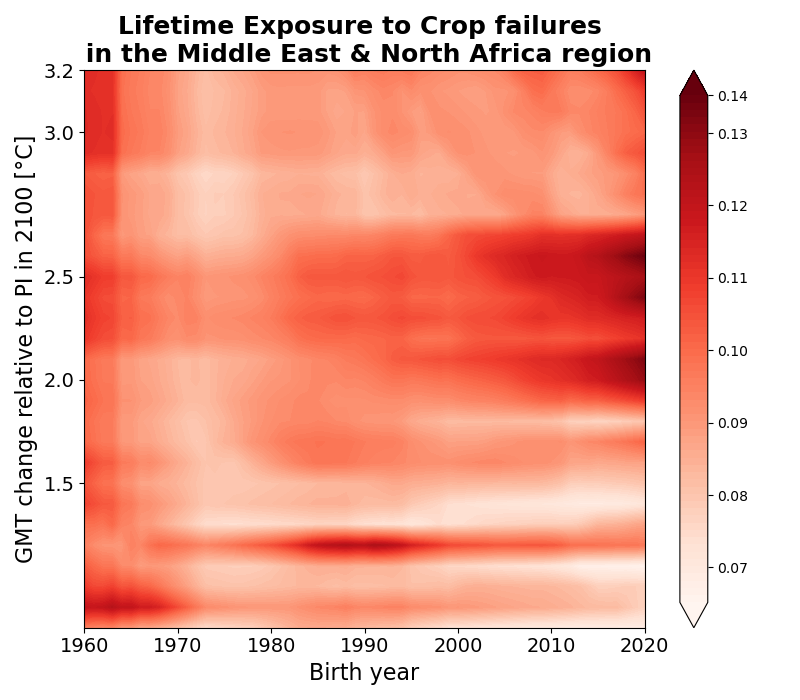 Lifetime Exposure to Crop failures
in the Middle East & North Africa region
GMT change relative to PI in 2100 [°C]
3.2
3.0
2.5
2.0
1.5
1960 1970 1980 1990 2000 2010 2020
Birth year
0.14
0.13
0.12
0.11
0.10
0.09
0.08
0.07